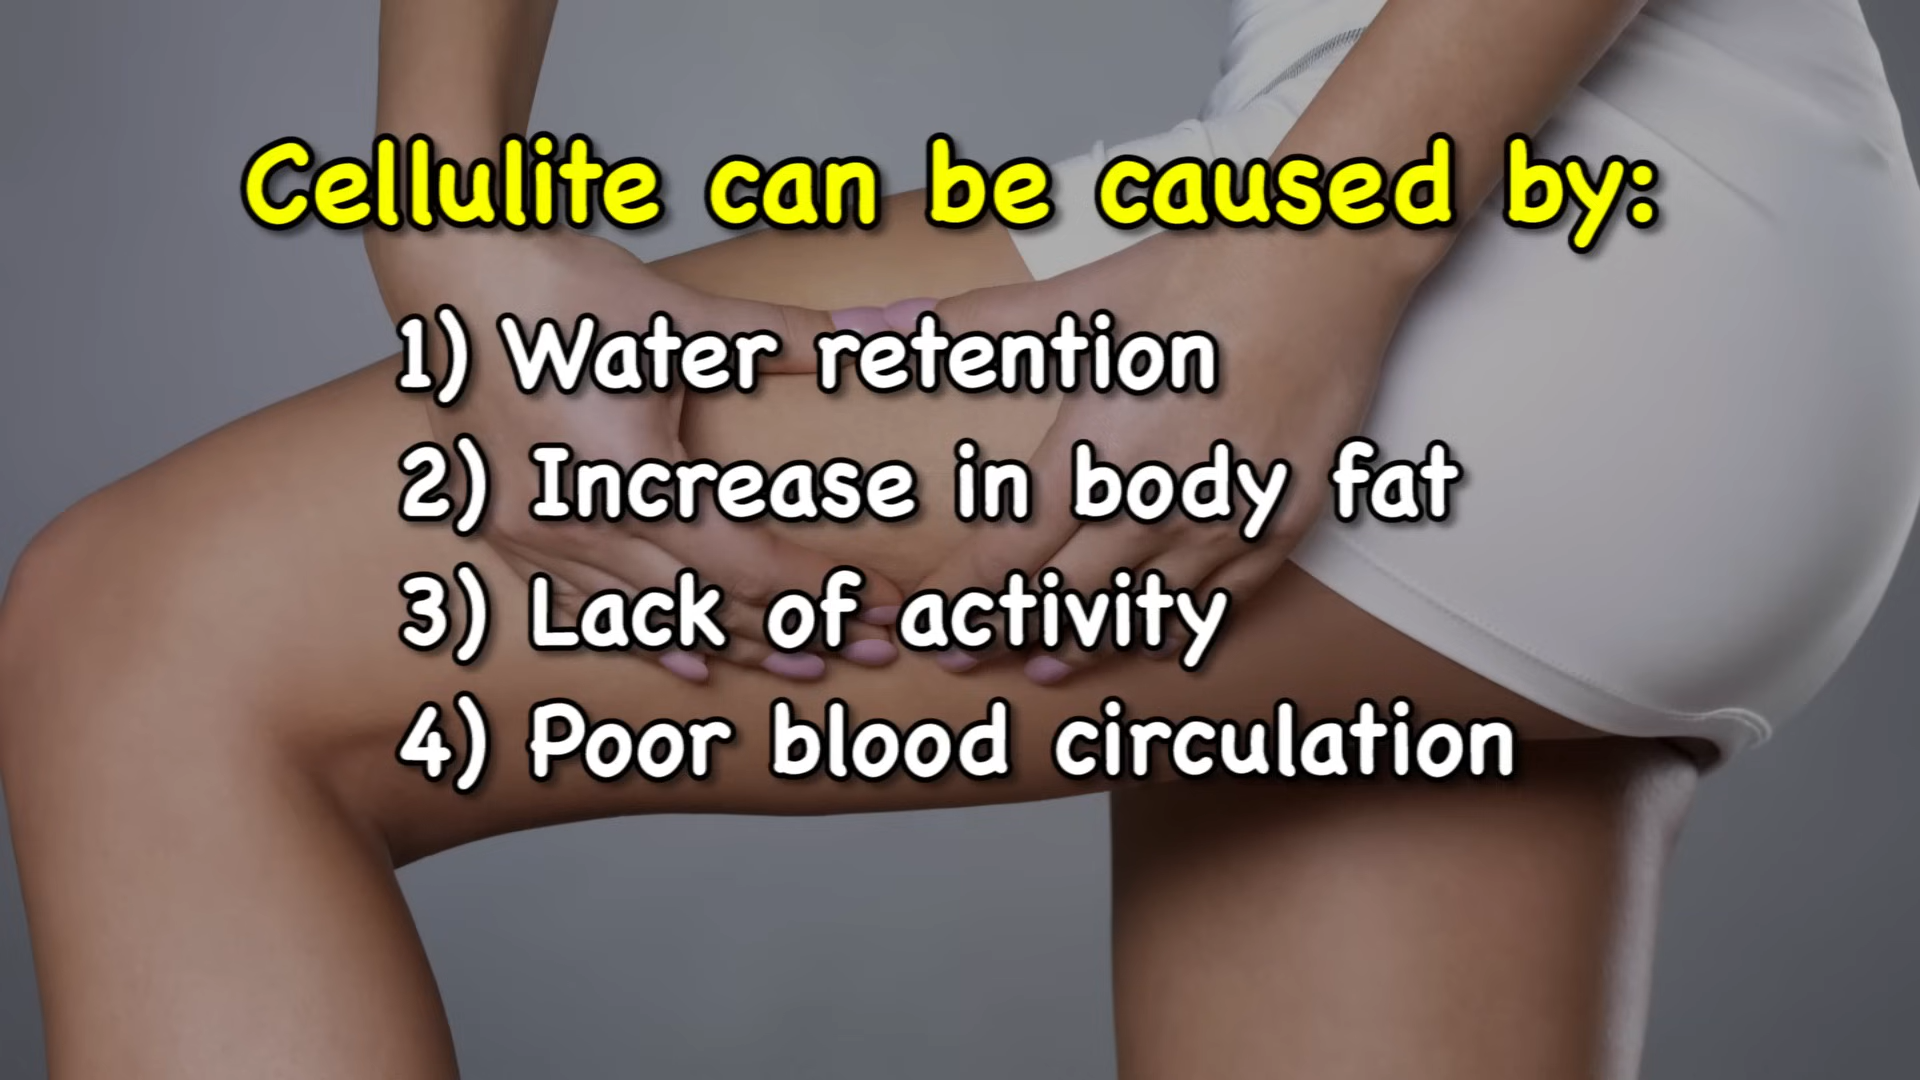 Cellulite can be caused by:
1) Water retention
2) Increase in body fat
3) Lack of activity
4) Poor blood circulation